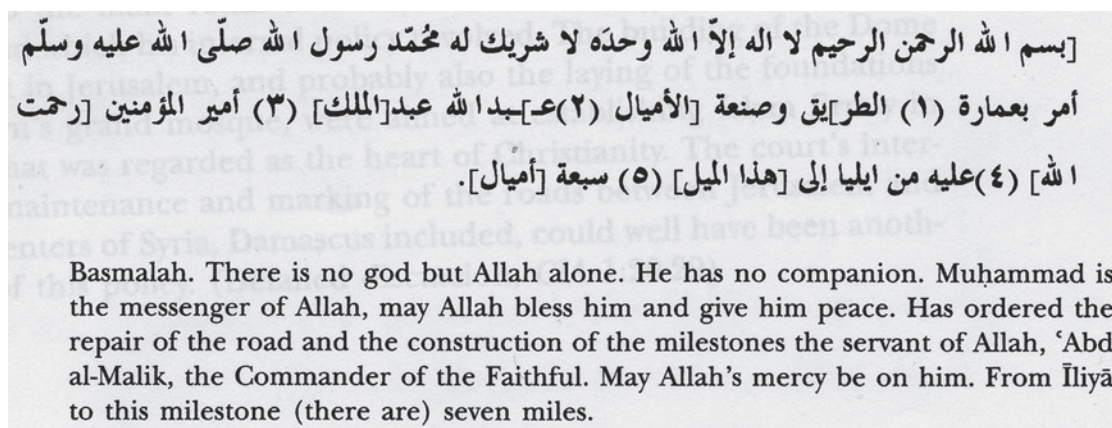 [بسم الله الرحمن الرحيم لا اله إلا الله وحده لا شريك له محمد رسول الله صلّى الله عليه وسلّم
أمر بعمارة (١) الطر]يق وصنعة [الأميال (٢)عـ]ـبد الله عبد[الملك] (٣) أمير المؤمنين [رحمت
الله] (٤)عليه من ايليا إلى [هذا الميل] (٥) سبعة [أميال].
Basmalah. There is no god but Allah alone. He has no companion. Muḥammad is
the messenger of Allah, may Allah bless him and give him peace. Has ordered the
repair of the road and the construction of the milestones the servant of Allah, ʿAbd
al-Malik, the Commander of the Faithful. May Allah's mercy be on him. From Īliyā
to this milestone (there are) seven miles.